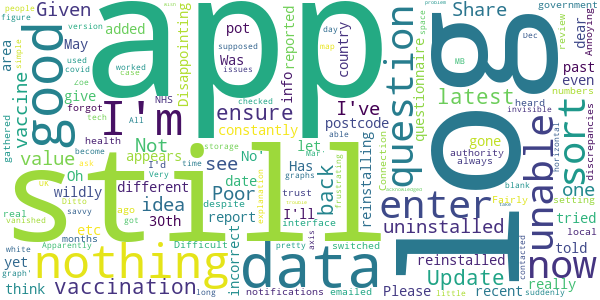 people
figure
version
used
covid
simple
area
Given
May
worked
case
vaccine
good
forgot
health
tech
All
app
added
Was
pot
issues
I'm
NHS
Disappointing
ensure
constantly
info
reported
country
day
supposed
map
checked
I've
postcode
able
question
questionnaire
Share
dear
Annoying
government
wish
problem
space
latest
review
past
even
numbers
Dec
MB
gone
heard
authority
always
invisible
horizontal
discrepancies
log
gathered
Zoe
give
value
Oh
real
vanished
Ditto
savvy
UK
wildly
etc
ago
months
yet
graph'
think
white
Apparently
vaccination
long
nothing
still
Not
I'd
become
ask
appears
Very
time
different
got
idea
30th
despite
explanation
Difficult
see
No'
date
Poor
report
incorrect
pretty
notifications
let
Has
storage
Mar
graphs
trust
I'll
interface
axis
switched
emailed
back
frustrating
reinstalling
Connection
data
enter
uninstalled
reinstalled
Update
Please
recent
little
contacted
suddenly
Fairly
blank
unable
now
sort
one
tried
setting
told
local
really